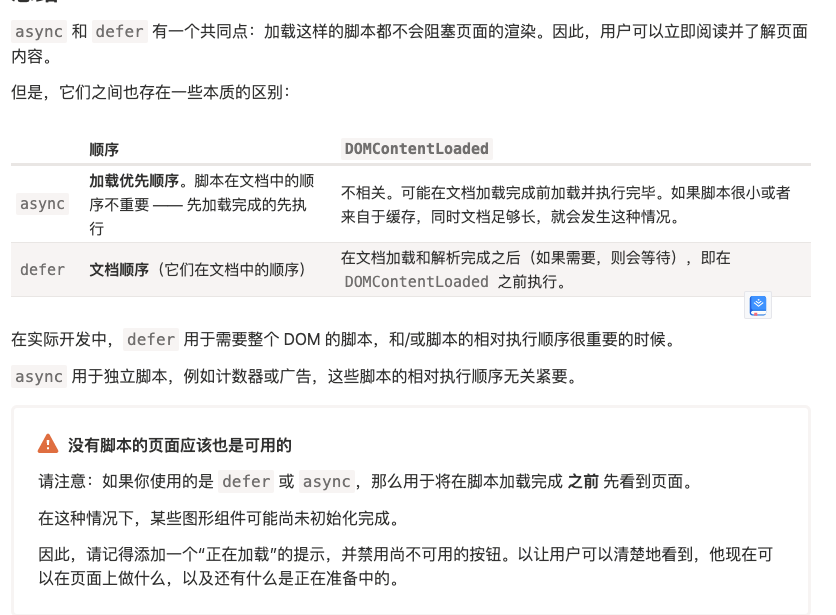 async 和 defer 有一个共同点：加载这样的脚本都不会阻塞页面的渲染。因此，用户可以立即阅读并了解页面
内容。
但是，它们之间也存在一些本质的区别：
顺序 DOMContentLoaded
async
加载优先顺序。脚本在文档中的顺
序不重要 —— 先加载完成的先执
行
不相关。可能在文档加载完成前加载并执行完毕。如果脚本很小或者
来自于缓存，同时文档足够长，就会发生这种情况。
defer
文档顺序（它们在文档中的顺序）
在文档加载和解析完成之后（如果需要，则会等待），即在
DOMContentLoaded 之前执行。
在实际开发中，defer 用于需要整个 DOM 的脚本，和/或脚本的相对执行顺序很重要的时候。
async 用于独立脚本，例如计数器或广告，这些脚本的相对执行顺序无关紧要。
没有脚本的页面应该也是可用的
请注意：如果你使用的是 defer 或 async，那么用于将在脚本加载完成 之前 先看到页面。
在这种情况下，某些图形组件可能尚未初始化完成。
因此，请记得添加一个“正在加载”的提示，并禁用尚不可用的按钮。以让用户可以清楚地看到，他现在可
以在页面上做什么，以及还有什么是正在准备中的。